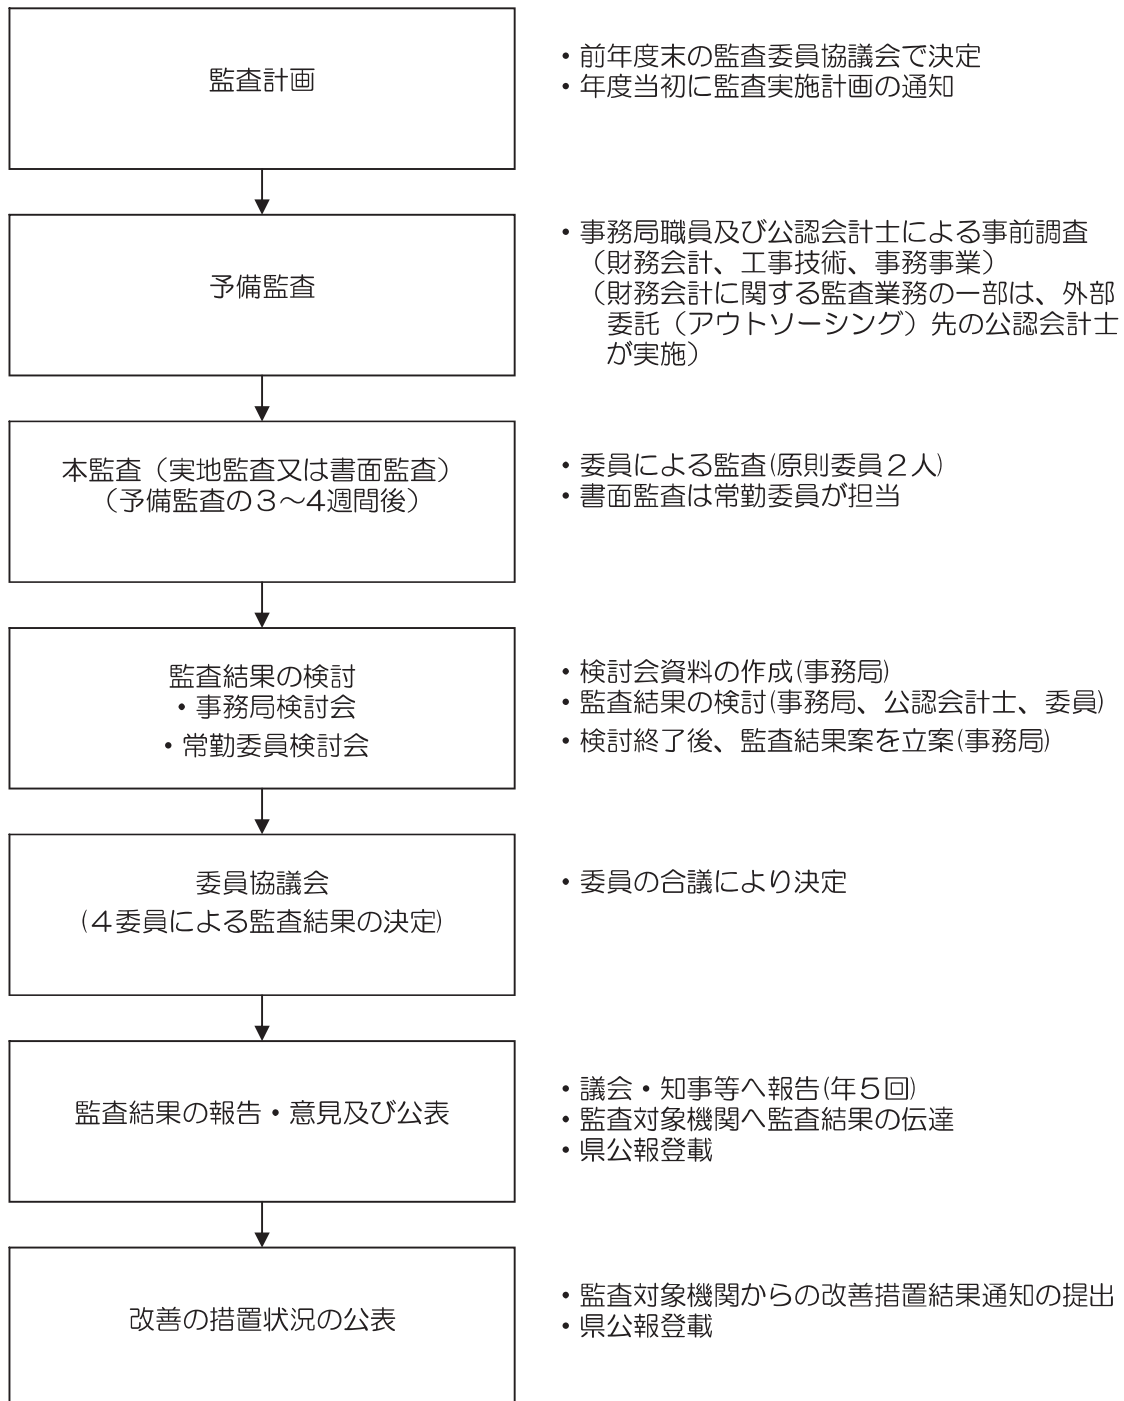 監査計画
・前年度末の監査委員協議会で決定
・年度当初に監査実施計画の通知
予備監査
・事務局職員及び公認会計士による事前調査
（財務会計、工事技術、事務事業）
（財務会計に関する監査業務の一部は、外部
委託（アウトソーシング）先の公認会計士
が実施）
本監査（実地監査又は書面監査）
（予備監査の３～４週間後）
・委員による監査(原則委員２人)
・書面監査は常勤委員が担当
監査結果の検討
・事務局検討会
・常勤委員検討会
・検討会資料の作成(事務局)
・監査結果の検討(事務局、公認会計士、委員)
・検討終了後、監査結果案を立案(事務局)
委員協議会
(４委員による監査結果の決定)
・委員の合議により決定
監査結果の報告・意見及び公表
・議会・知事等へ報告(年５回)
・監査対象機関へ監査結果の伝達
・県公報登載
改善の措置状況の公表
・監査対象機関からの改善措置結果通知の提出
・県公報登載